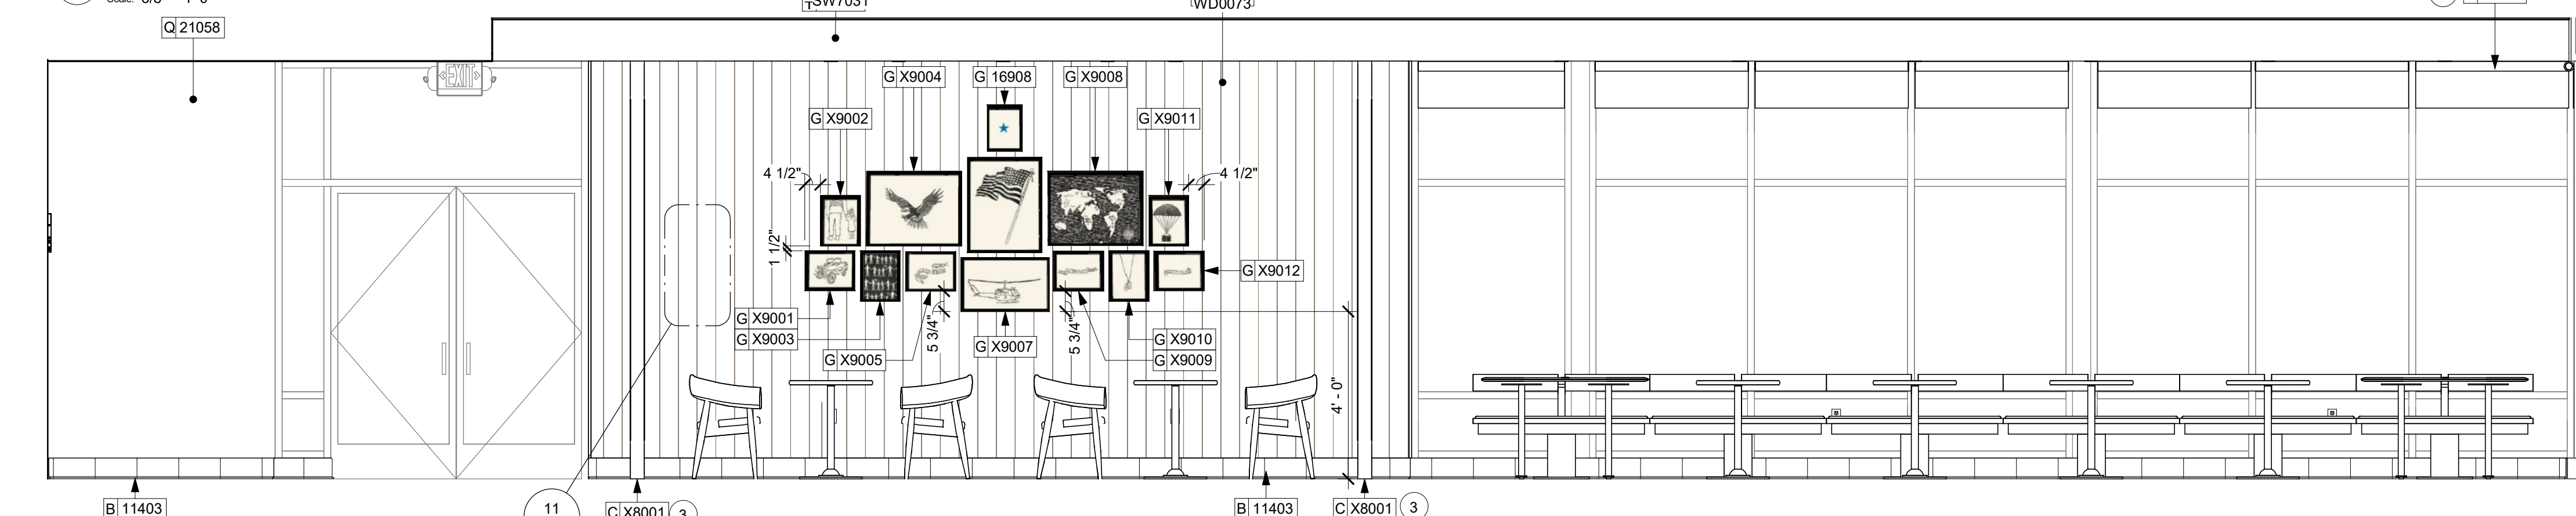 SW7031
WD0073
Q 21058
EXIT
G X9004
G 16908
G X9008
G X9002
G X9011
4 1/2"
4 1/2"
1 1/2"
G X9012
G X9001
G X9003
G X9005
5 3/4"
G X9007
5 3/4"
G X9010
G X9009
4' - 0"
B 11403
11
C X8001
3
B 11403
C X8001
3